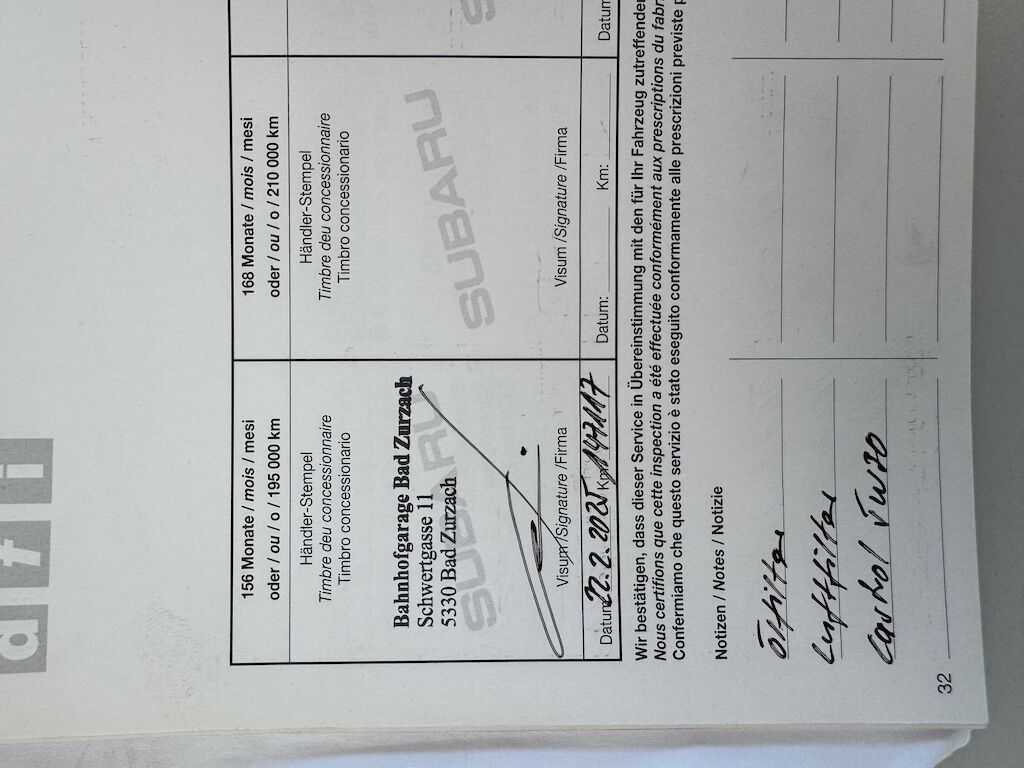 d f i
156 Monate / mois / mesi
oder / ou / o / 195 000 km
Händler-Stempel
Timbre deu concessionnaire
Timbro concessionario
SUBARU
Bahnhofgarage Bad Zurzach
Schwertgasse 11
5330 Bad Zurzach
Visum /Signature /Firma
Datum: 22.2.2025 Km: 147117
168 Monate / mois / mesi
oder / ou / o / 210 000 km
Händler-Stempel
Timbre deu concessionnaire
Timbro concessionario
SUBARU
Visum /Signature /Firma
Datum: Km:
Datum
Wir bestätigen, dass dieser Service in Übereinstimmung mit den für Ihr Fahrzeug zutreffenden
Nous certifions que cette inspection a été effectuée conformément aux prescriptions du
Confermiamo che questo servizio è stato eseguito conformamente alle prescrizioni previste
Notizen / Notes / Notizie
Ölfilter
Luftfilter
Castrol 5W30
32